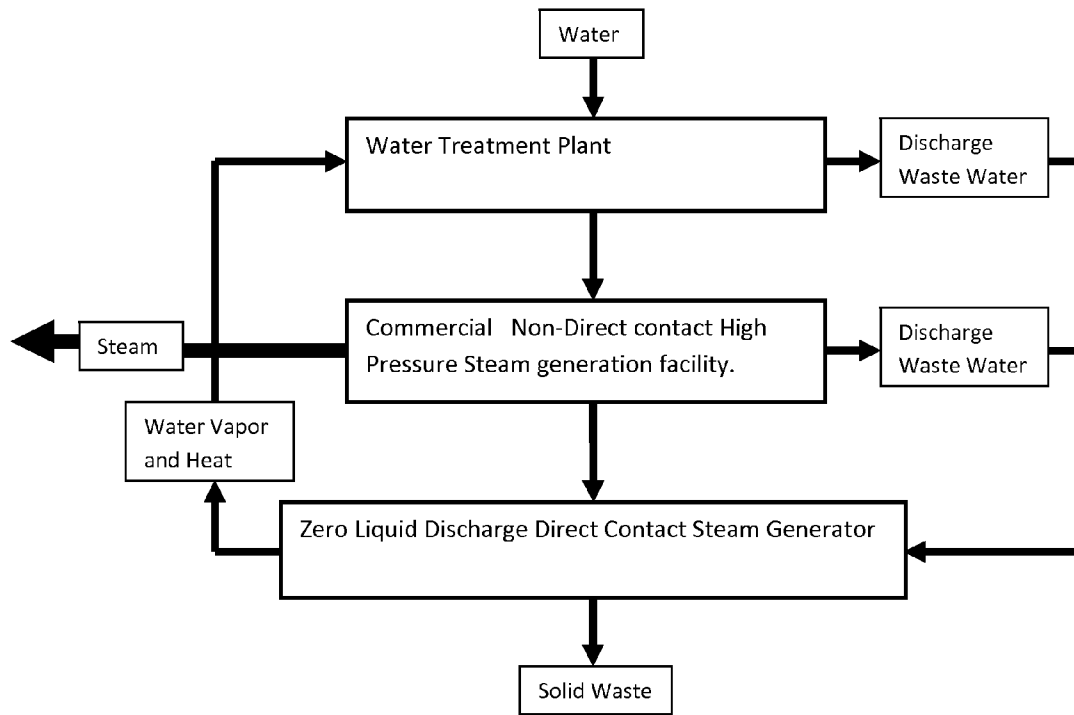 Water
Water Treatment Plant
Discharge
Waste Water
Commercial   Non-Direct contact High
Pressure Steam generation facility.
Discharge
Waste Water
Steam
Water Vapor
and Heat
Zero Liquid Discharge Direct Contact Steam Generator
Solid Waste